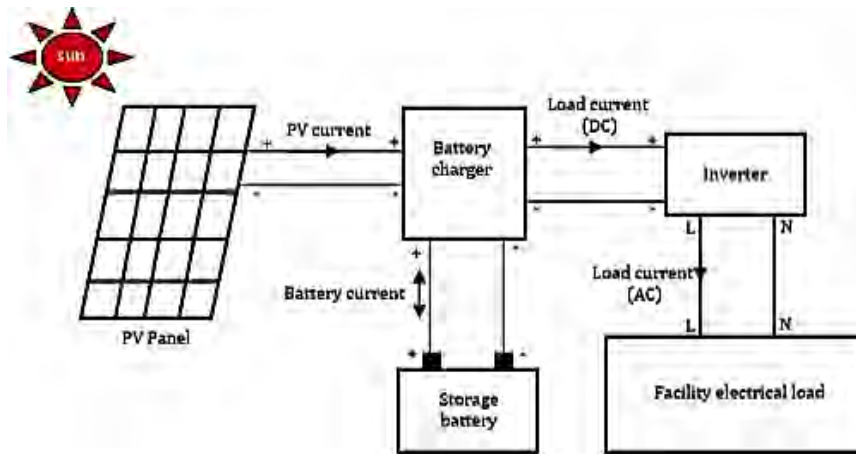 sun
PV current
+
+
-
-
Battery
charger
Load current
(DC)
+
+
-
-
Inverter
L
N
Load current
(AC)
L
N
+
-
Battery current
+
-
PV Panel
Storage
battery
Facility electrical load